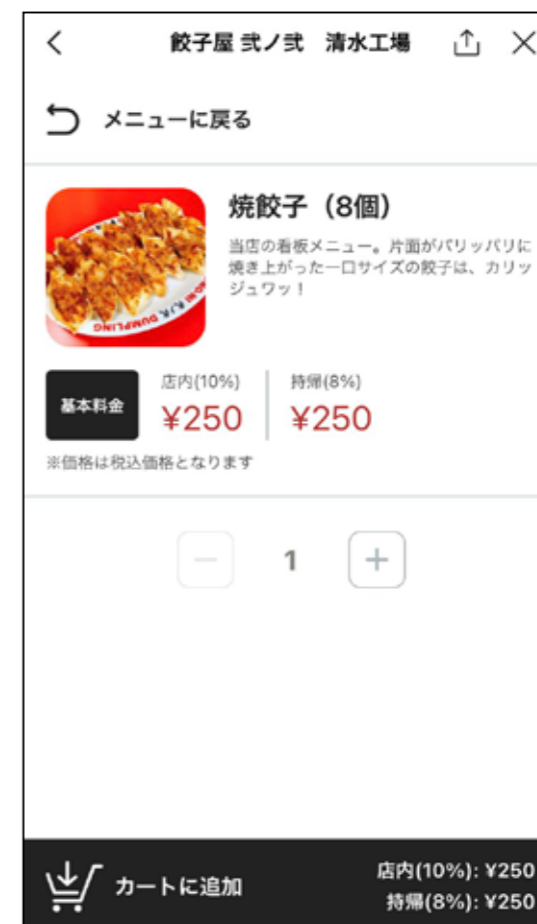 餃子屋 弐ノ弐　清水工場
メニューに戻る
焼餃子（8個）
当店の看板メニュー。片面がパリッパリに
焼き上がった一口サイズの餃子は、カリッ
ジュワッ！
DUMPLING
基本料金
店内(10%)
¥250
持帰(8%)
¥250
※価格は税込価格となります
− 1 +
カートに追加
店内(10%): ¥250
持帰(8%): ¥250